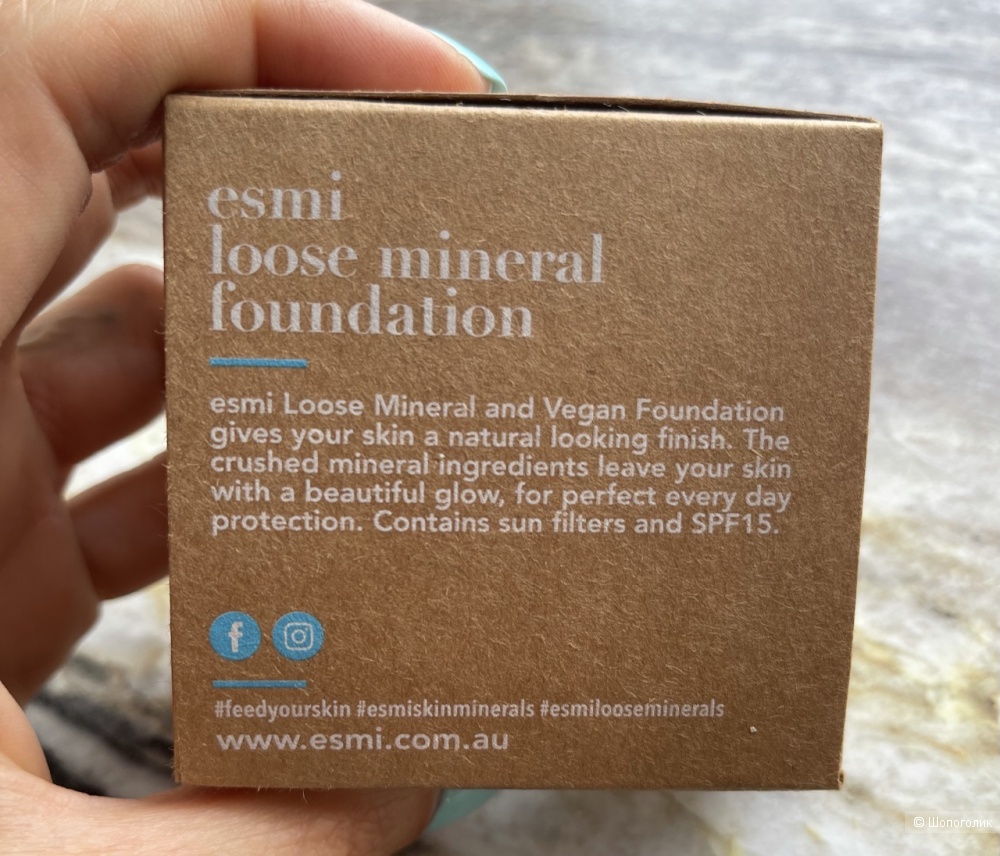 esmi
loose mineral
foundation
esmi Loose Mineral and Vegan Foundation
gives your skin a natural looking finish. The
crushed mineral ingredients leave your skin
with a beautiful glow, for perfect every day
protection. Contains sun filters and SPF15.
#feedyourskin #esmiskinminerals #esmilooseminerals
www.esmi.com.au
© Шопоголик